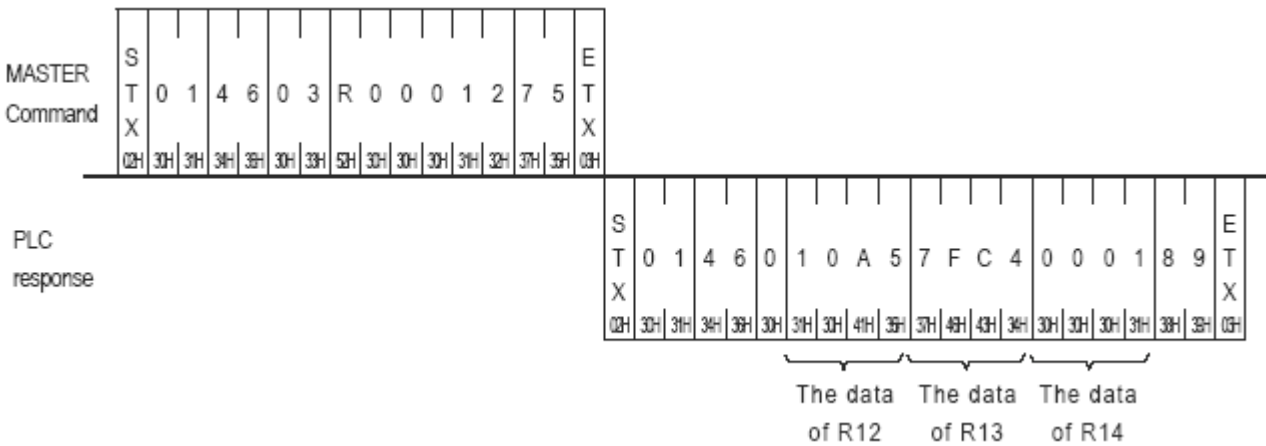 MASTER
Command
S T X 0 1 4 6 0 3 R 0 0 0 1 2 7 5 E T X
02H 30H 31H 34H 36H 30H 33H 52H 30H 30H 30H 31H 32H 37H 35H 03H
PLC
response
S T X 0 1 4 6 0 1 0 A 5 7 F C 4 0 0 0 1 8 9 E T X
02H 30H 31H 34H 36H 30H 31H 30H 41H 35H 37H 46H 43H 34H 30H 30H 30H 31H 38H 39H 03H
The data of R12
The data of R13
The data of R14